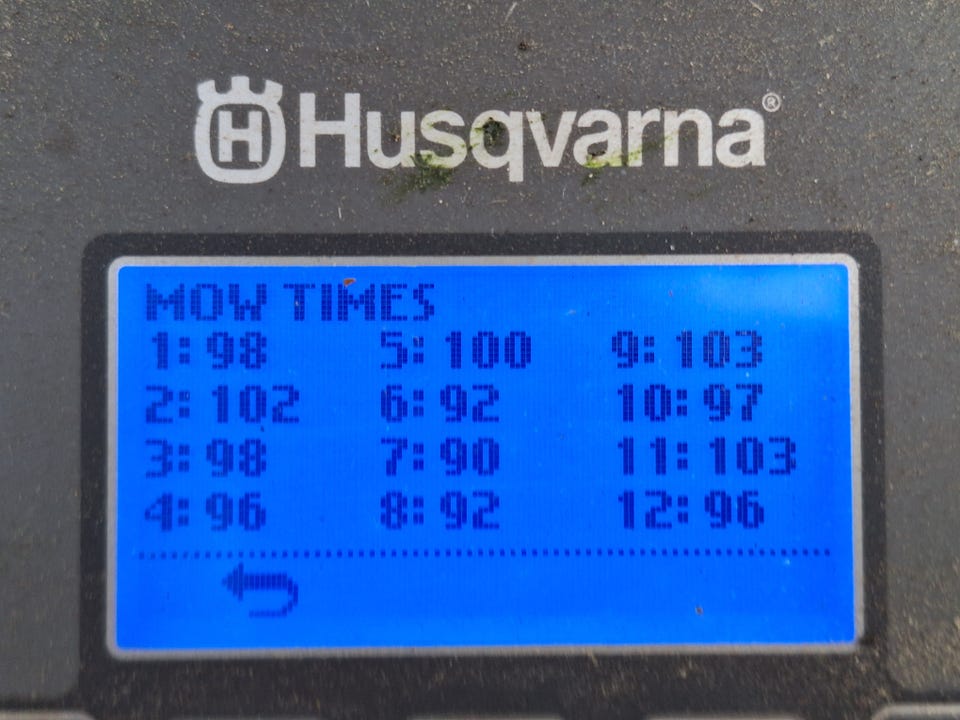 H Husqvarna®
MOW TIMES
1: 98 5: 100 9: 103
2: 102 6: 92 10: 97
3: 98 7: 90 11: 103
4: 96 8: 92 12: 96